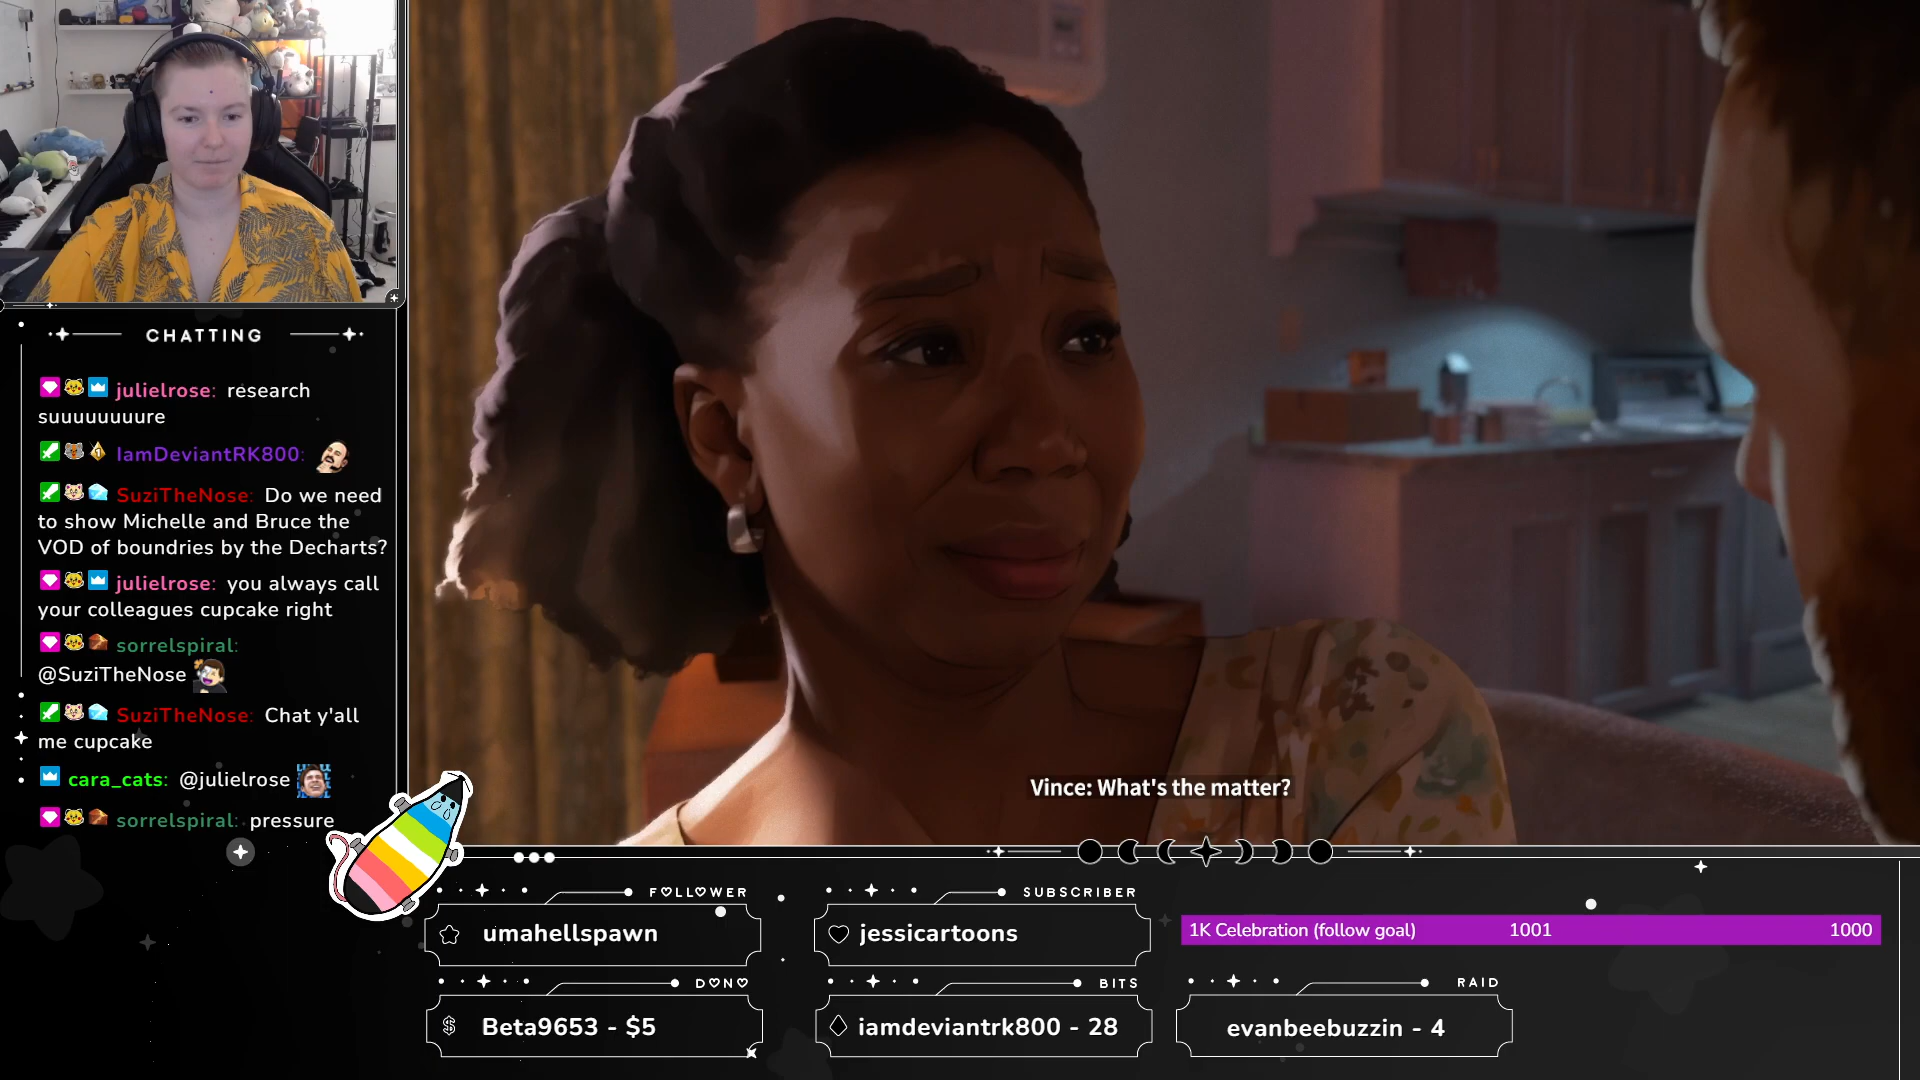 CHATTING
julielrose: research
suuuuuuuure
IamDeviantRK800:
SuziTheNose: Do we need
to show Michelle and Bruce the
VOD of boundries by the Decharts?
julielrose: you always call
your colleagues cupcake right
sorrelspiral:
@SuziTheNose
SuziTheNose: Chat y'all
me cupcake
cara_cats: @julielrose
sorrelspiral: pressure
Vince: What's the matter?
FOLLOWER
umahellspawn
SUBSCRIBER
jessicartoons
1K Celebration (follow goal) 1001 1000
DONO
Beta9653 - $5
BITS
iamdeviantrk800 - 28
RAID
evanbeebuzzin - 4